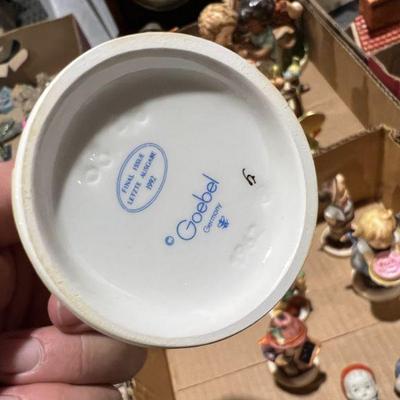 FINAL ISSUE
LETZTE AUSGABE
1992
© Goebel
Germany